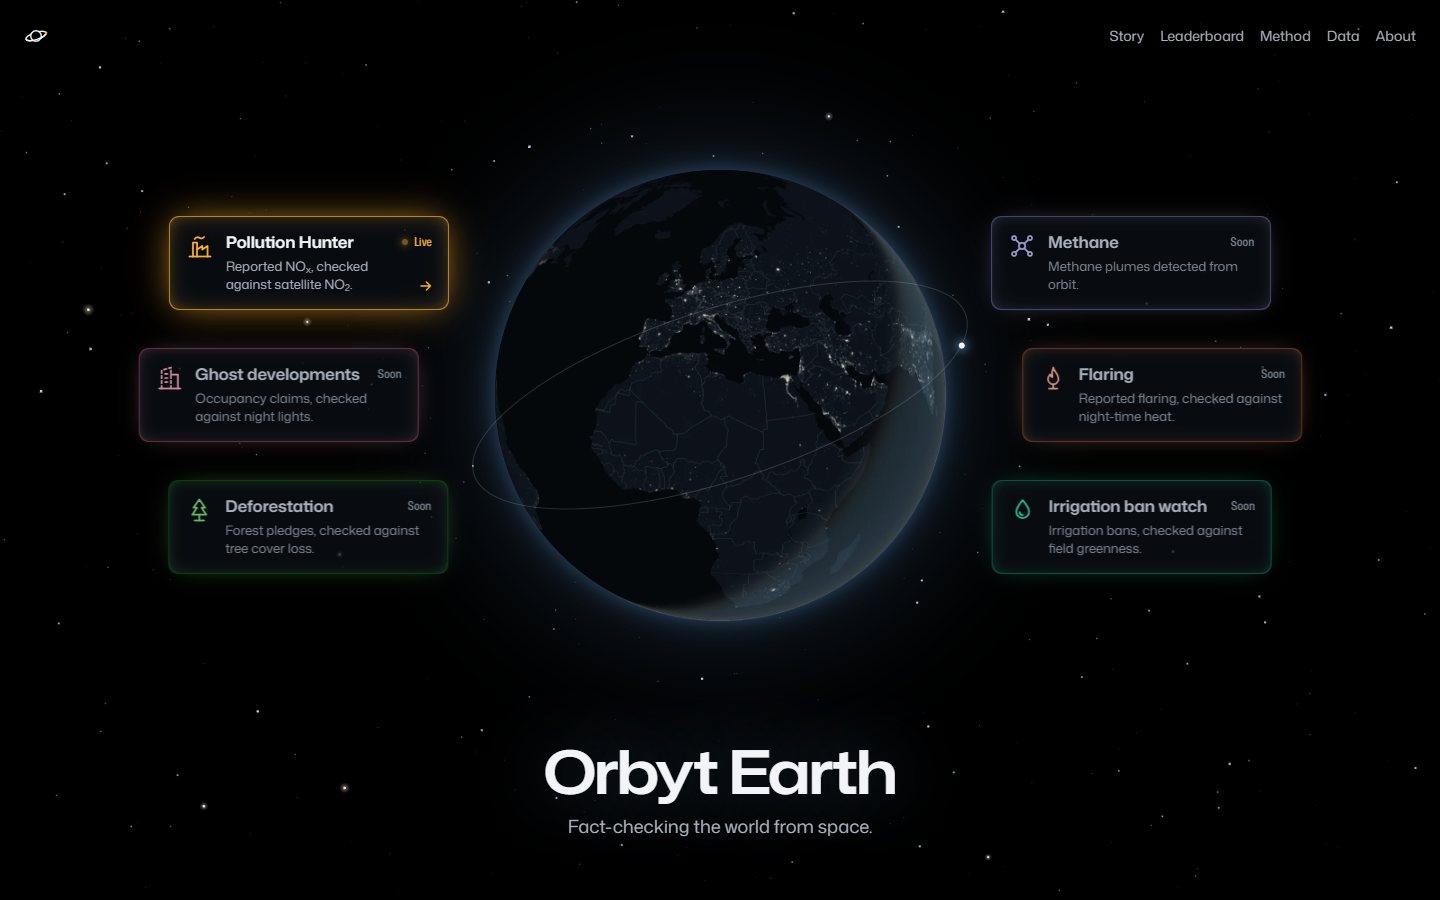 Story Leaderboard Method Data About
Pollution Hunter Live
Reported NOₓ, checked
against satellite NO₂.
Ghost developments Soon
Occupancy claims, checked
against night lights.
Deforestation Soon
Forest pledges, checked against
tree cover loss.
Methane Soon
Methane plumes detected from
orbit.
Flaring Soon
Reported flaring, checked against
night-time heat.
Irrigation ban watch Soon
Irrigation bans, checked against
field greenness.
Orbyt Earth
Fact-checking the world from space.